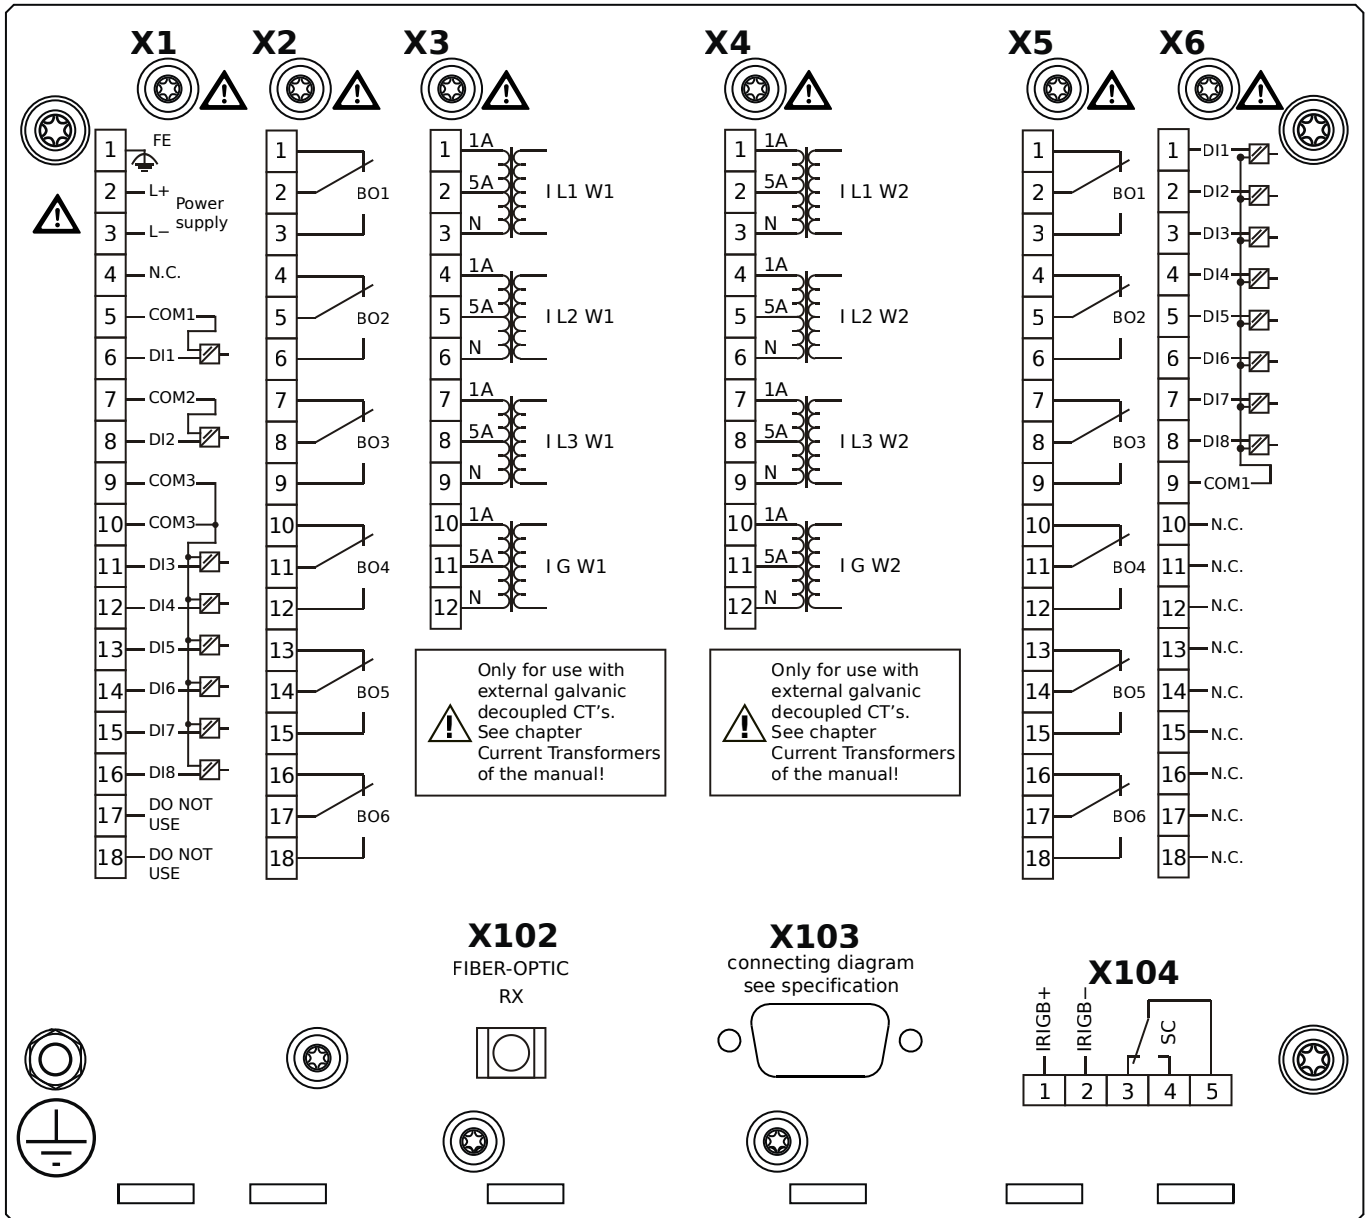 X1
X2
X3
X4
X5
X6
1 FE
2 L+
Power
supply
3 L−
4 N.C.
5 COM1
6 DI1
7 COM2
8 DI2
9 COM3
10 COM3
11 DI3
12 DI4
13 DI5
14 DI6
15 DI7
16 DI8
17 DO NOT
USE
18 DO NOT
USE
1
2 BO1
3
4
5 BO2
6
7
8 BO3
9
10
11 BO4
12
13
14 BO5
15
16
17 BO6
18
1 1A
2 5A I L1 W1
3 N
4 1A
5 5A I L2 W1
6 N
7 1A
8 5A I L3 W1
9 N
10 1A
11 5A I G W1
12 N
Only for use with
external galvanic
decoupled CT's.
See chapter
Current Transformers
of the manual!
1 1A
2 5A I L1 W2
3 N
4 1A
5 5A I L2 W2
6 N
7 1A
8 5A I L3 W2
9 N
10 1A
11 5A I G W2
12 N
Only for use with
external galvanic
decoupled CT's.
See chapter
Current Transformers
of the manual!
1
2 BO1
3
4
5 BO2
6
7
8 BO3
9
10
11 BO4
12
13
14 BO5
15
16
17 BO6
18
1 DI1
2 DI2
3 DI3
4 DI4
5 DI5
6 DI6
7 DI7
8 DI8
9 COM1
10 N.C.
11 N.C.
12 N.C.
13 N.C.
14 N.C.
15 N.C.
16 N.C.
17 N.C.
18 N.C.
X102
FIBER-OPTIC
RX
X103
connecting diagram
see specification
X104
IRIGB+
IRIGB−
SC
1 2 3 4 5